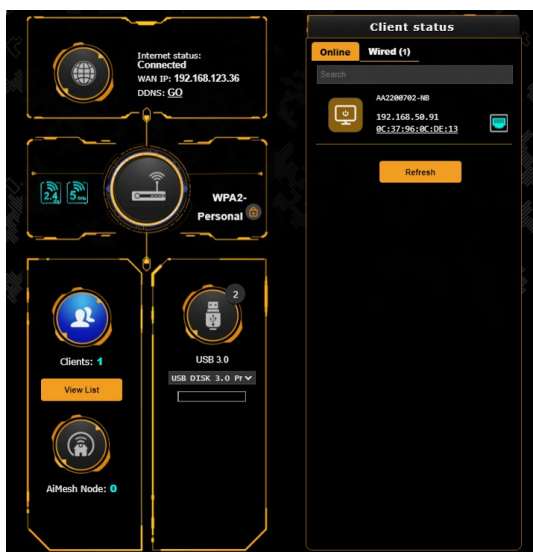 Internet status:
Connected
WAN IP: 192.168.123.36
DDNS: GO
2.4 GHz
5 GHz
WPA2-
Personal
Clients: 1
View List
AiMesh Node: 0
2
USB 3.0
USB DISK 3.0 Pr
Client status
Online
Wired (1)
Search
AA2200702-NB
192.168.50.91
0C:37:96:0C:DE:13
Refresh